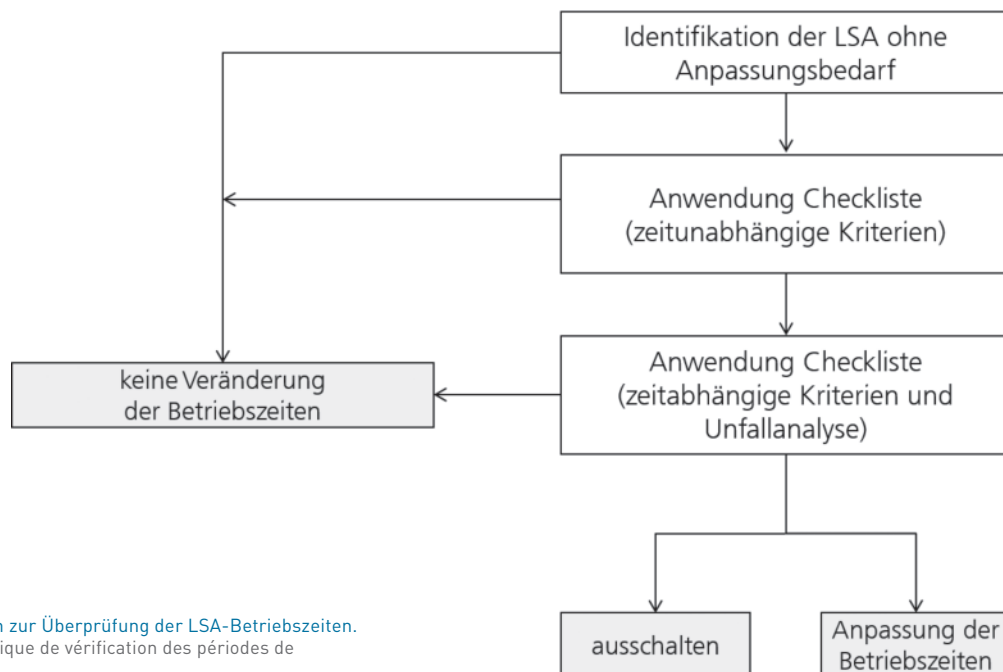 Identifikation der LSA ohne
Anpassungsbedarf
Anwendung Checkliste
(zeitunabhängige Kriterien)
Anwendung Checkliste
(zeitabhängige Kriterien und
Unfallanalyse)
keine Veränderung
der Betriebszeiten
ausschalten
Anpassung der
Betriebszeiten
zur Überprüfung der LSA-Betriebszeiten.
de vérification des périodes de